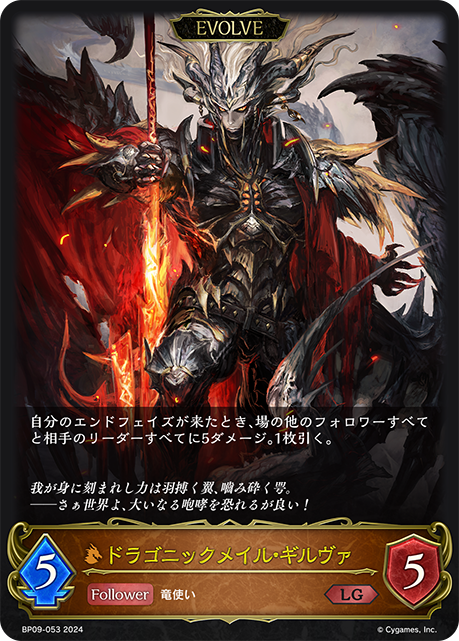 EVOLVE
自分のエンドフェイズが来たとき、場の他のフォロワーすべて
と相手のリーダーすべてに5ダメージ。1枚引く。
我が身に刻まれし力は羽搏く翼、嚙み砕く顎。
――さぁ世界よ、大いなる咆哮を恐れるが良い！
ドラゴニックメイル・ギルヴァ
5
Follower 竜使い LG
5
BP09-053 2024 © Cygames, Inc.